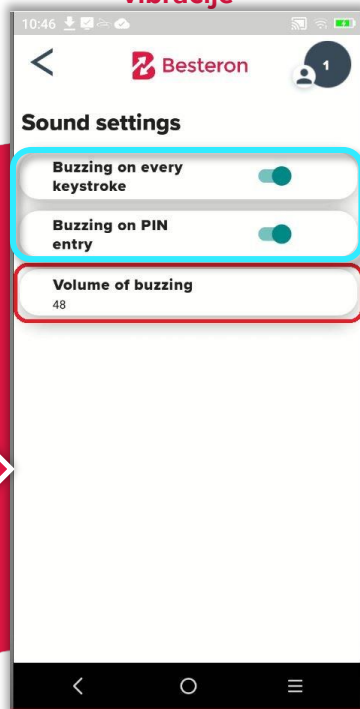 vibracije
10:46
Besteron
1
Sound settings
Buzzing on every
keystroke
Buzzing on PIN
entry
Volume of buzzing
48